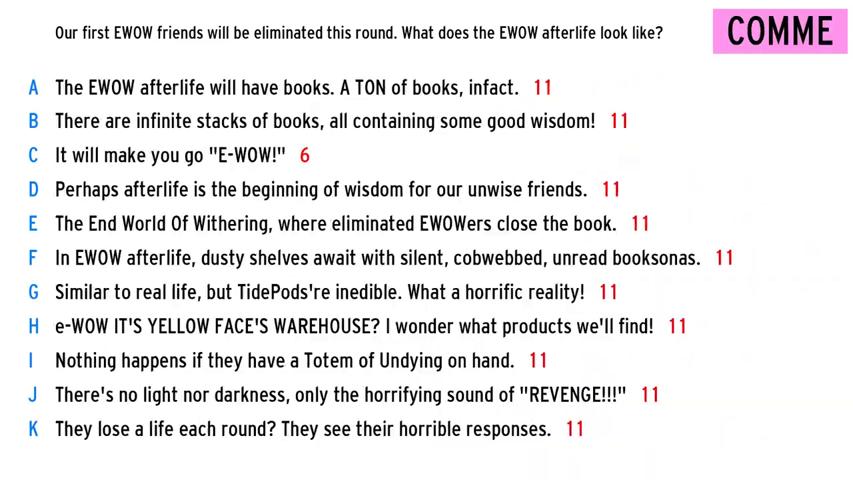 Our first EWOW friends will be eliminated this round. What does the EWOW afterlife look like?
COMME
A The EWOW afterlife will have books. A TON of books, infact. 11
B There are infinite stacks of books, all containing some good wisdom! 11
C It will make you go "E-WOW!" 6
D Perhaps afterlife is the beginning of wisdom for our unwise friends. 11
E The End World Of Withering, where eliminated EWOWers close the book. 11
F In EWOW afterlife, dusty shelves await with silent, cobwebbed, unread booksonas. 11
G Similar to real life, but TidePods're inedible. What a horrific reality! 11
H e-WOW IT'S YELLOW FACE'S WAREHOUSE? I wonder what products we'll find! 11
I Nothing happens if they have a Totem of Undying on hand. 11
J There's no light nor darkness, only the horrifying sound of "REVENGE!!!" 11
K They lose a life each round? They see their horrible responses. 11